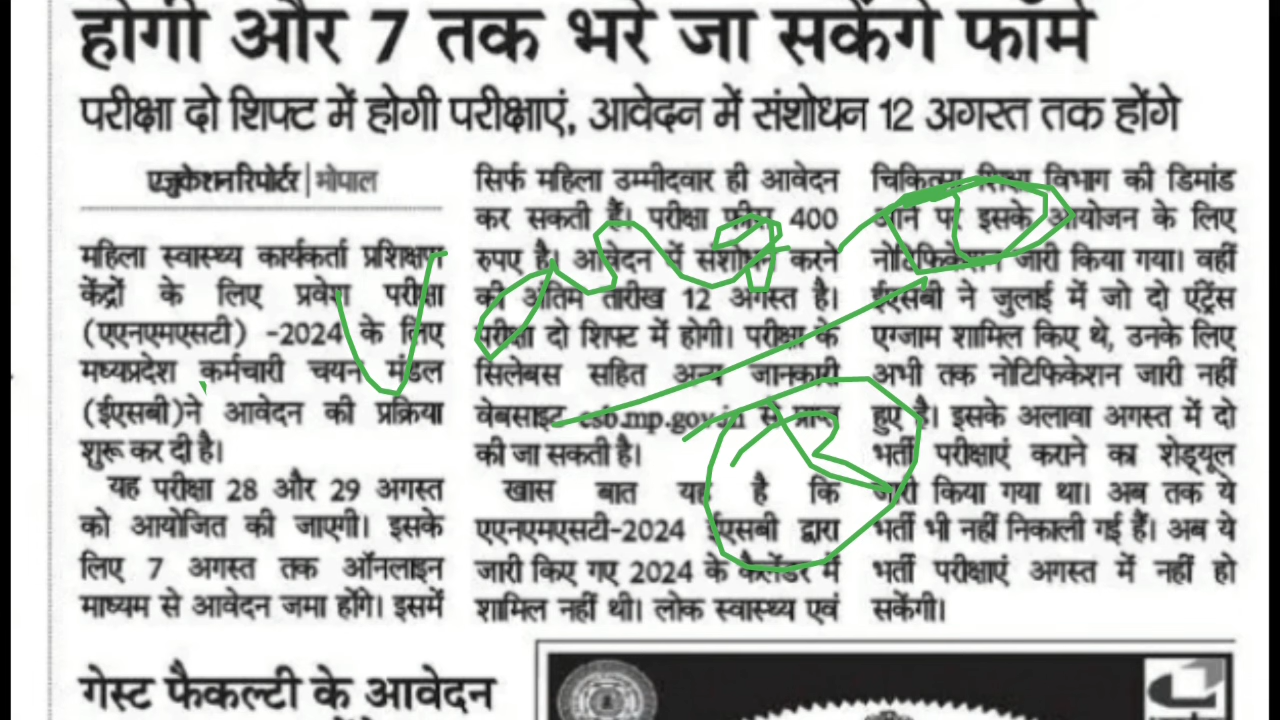 होगी और 7 तक भरे जा सकेंगे फॉर्म
परीक्षा दो शिफ्ट में होगी परीक्षाएं, आवेदन में संशोधन 12 अगस्त तक होंगे
एजुकेशन रिपोर्टर | भोपाल
महिला स्वास्थ्य कार्यकर्ता प्रशिक्षण
केंद्रों के लिए प्रवेश परीक्षा
(एएनएमएसटी) -2024 के लिए
मध्यप्रदेश कर्मचारी चयन मंडल
(ईएसबी)ने आवेदन की प्रक्रिया
शुरू कर दी है।
यह परीक्षा 28 और 29 अगस्त
को आयोजित की जाएगी। इसके
लिए 7 अगस्त तक ऑनलाइन
माध्यम से आवेदन जमा होंगे। इसमें
सिर्फ महिला उम्मीदवार ही आवेदन
कर सकती हैं। परीक्षा फीस 400
रुपए है। आवेदन में संशोधन करने
की अंतिम तारीख 12 अगस्त है।
परीक्षा दो शिफ्ट में होगी। परीक्षा के
सिलेबस सहित अन्य जानकारी
वेबसाइट esb.mp.gov.in से प्राप्त
की जा सकती है।
खास बात यह है कि
एएनएमएसटी-2024 ईएसबी द्वारा
जारी किए गए 2024 के कैलेंडर में
शामिल नहीं थी। लोक स्वास्थ्य एवं
चिकित्सा शिक्षा विभाग की डिमांड
आने पर इसके आयोजन के लिए
नोटिफिकेशन जारी किया गया। वहीं
ईएसबी ने जुलाई में जो दो एंट्रेंस
एग्जाम शामिल किए थे, उनके लिए
अभी तक नोटिफिकेशन जारी नहीं
हुए है। इसके अलावा अगस्त में दो
भर्ती परीक्षाएं कराने का शेड्यूल
जारी किया गया था। अब तक ये
भर्ती भी नहीं निकाली गई हैं। अब ये
भर्ती परीक्षाएं अगस्त में नहीं हो
सकेंगी।
गेस्ट फैकल्टी के आवेदन